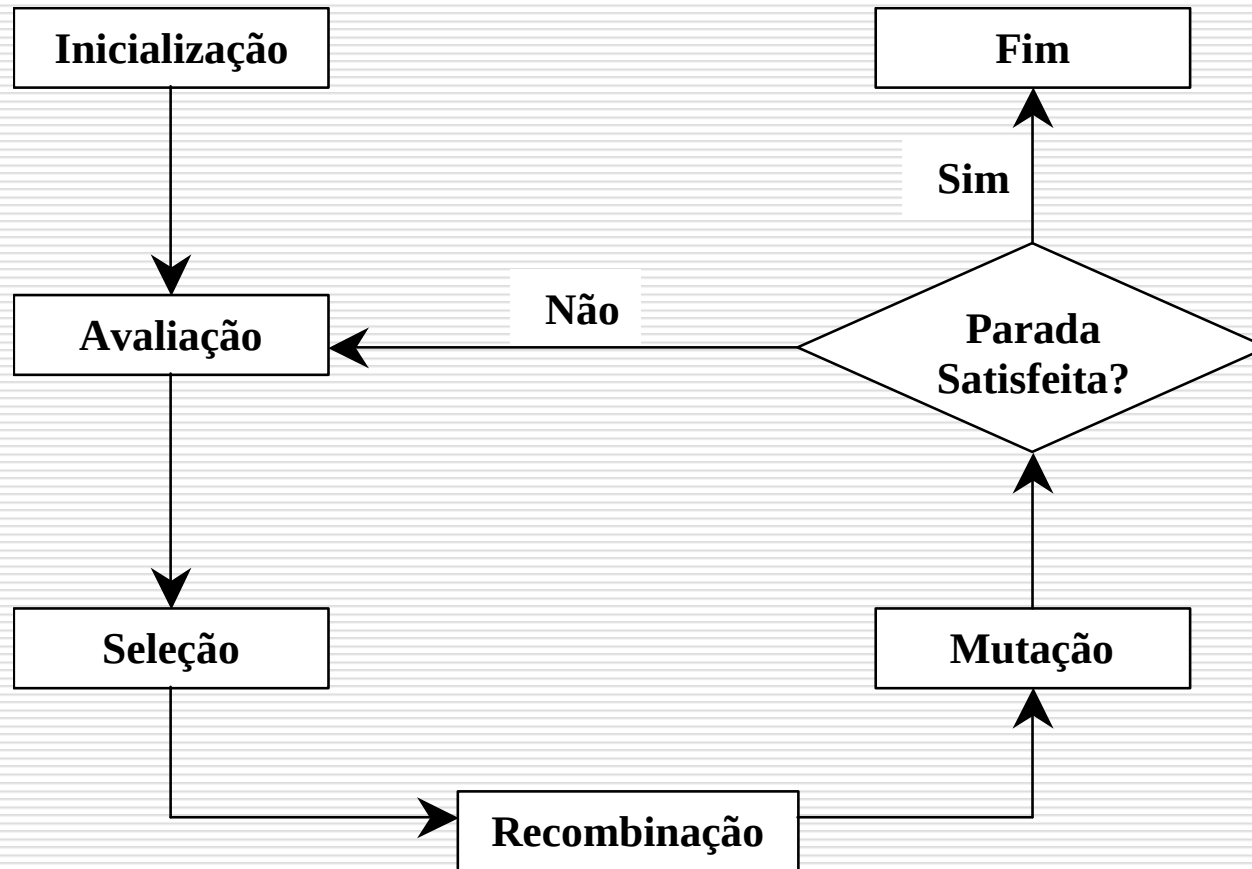 Inicialização
Fim
Sim
Não
Avaliação
Parada
Satisfeita?
Seleção
Mutação
Recombinação